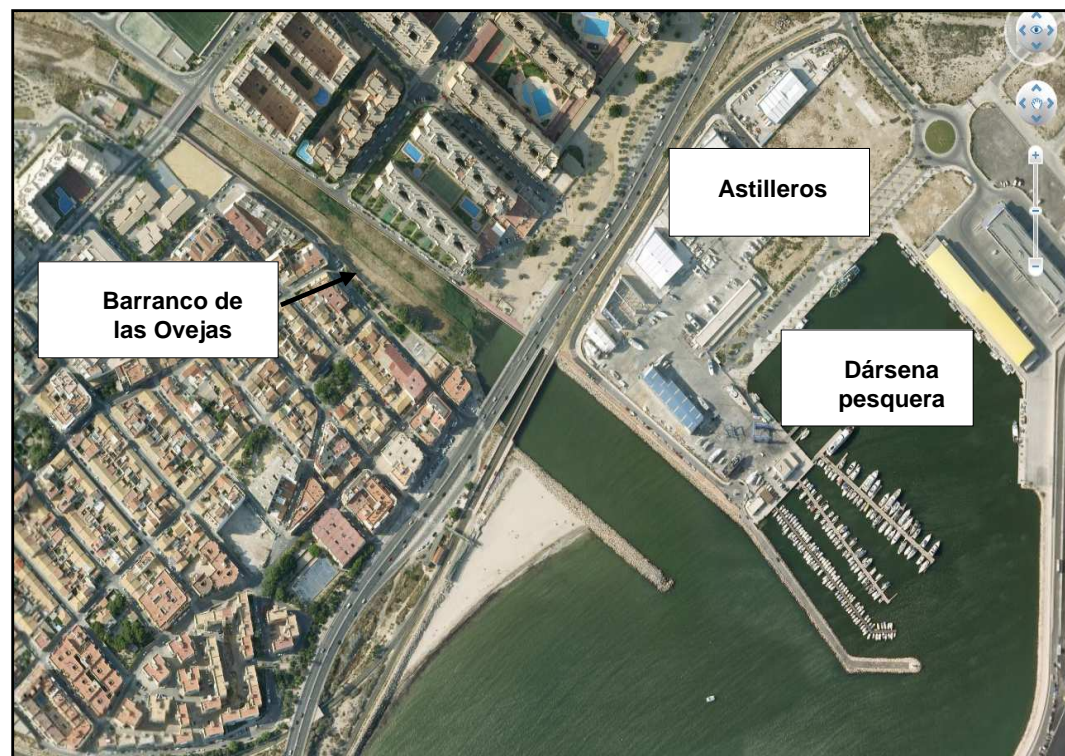 Astilleros
Barranco de
las Ovejas
Dársena
pesquera